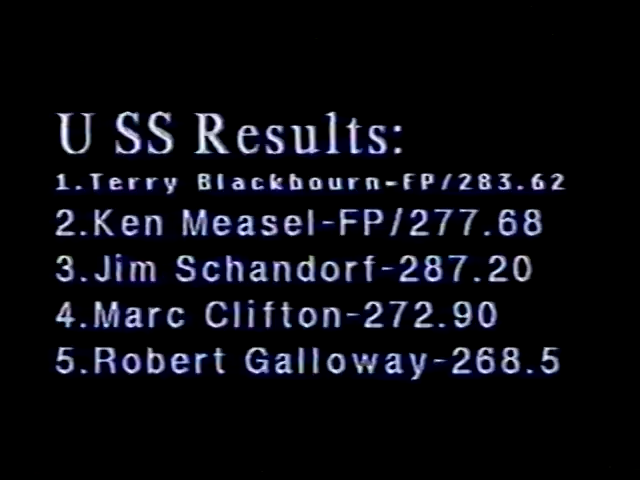 U SS Results:
1.Terry Blackbourn-FP/283.62
2.Ken Measel-FP/277.68
3.Jim Schandorf-287.20
4.Marc Clifton-272.90
5.Robert Galloway-268.5